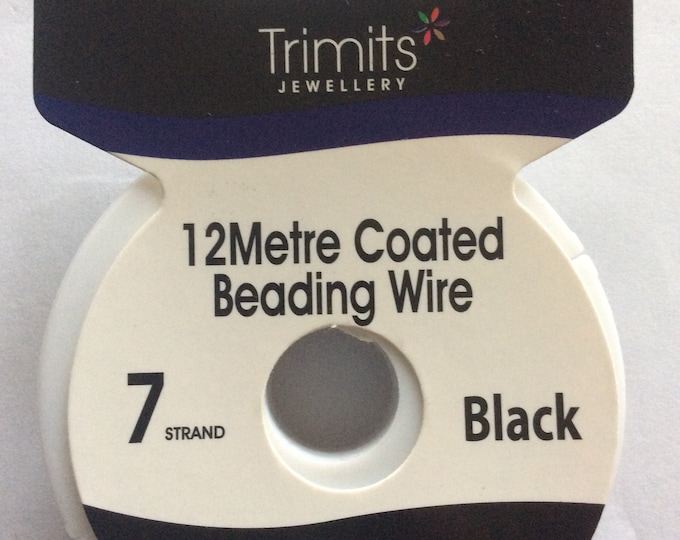 Trimits
JEWELLERY
12Metre Coated
Beading Wire
7 STRAND
Black